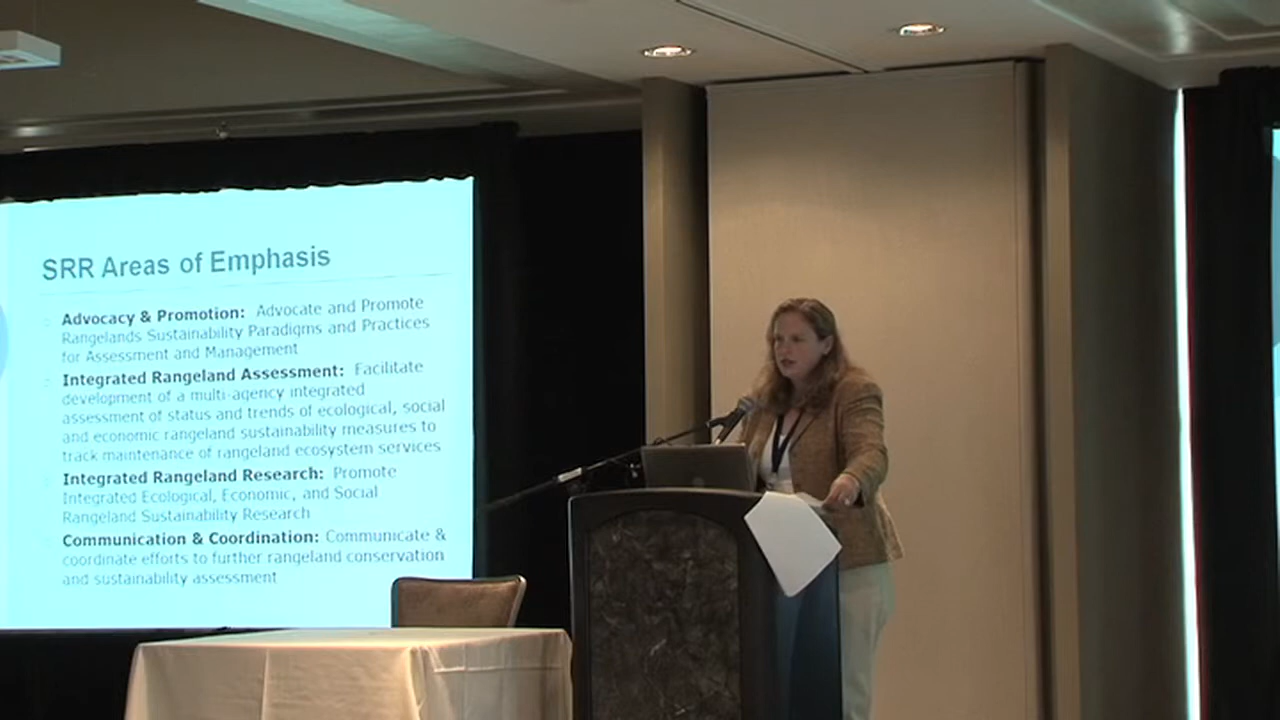 SRR Areas of Emphasis
Advocacy & Promotion: Advocate and Promote
Rangelands Sustainability Paradigms and Practices
for Assessment and Management
Integrated Rangeland Assessment: Facilitate
development of a multi-agency integrated
assessment of status and trends of ecological, social
and economic rangeland sustainability measures to
track maintenance of rangeland ecosystem services
Integrated Rangeland Research: Promote
Integrated Ecological, Economic, and Social
Rangeland Sustainability Research
Communication & Coordination: Communicate &
coordinate efforts to further rangeland conservation
and sustainability assessment